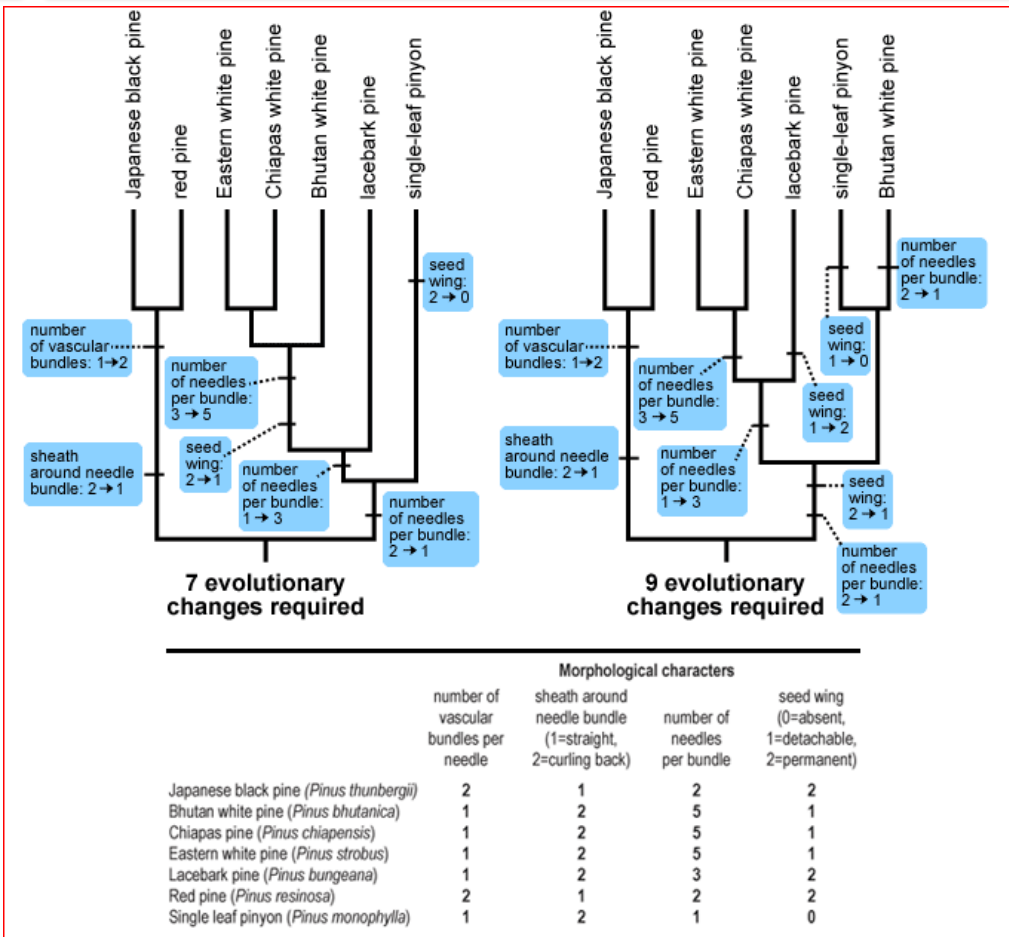 Japanese black pine
red pine
Eastern white pine
Chiapas white pine
Bhutan white pine
lacebark pine
single-leaf pinyon
seed
wing:
2 → 0
number
of vascular
bundles: 1→2
number
of needles
per bundle:
3 → 5
seed
wing:
2→1
sheath
around needle
bundle: 2→1
number
of needles
per bundle:
1 → 3
number
of needles
per bundle:
2 → 1
7 evolutionary
changes required
Japanese black pine
red pine
Eastern white pine
Chiapas white pine
lacebark pine
single-leaf pinyon
Bhutan white pine
number
of needles
per bundle:
2 → 1
number
of vascular
bundles: 1→2
seed
wing:
1→0
number
of needles
per bundle:
3 → 5
seed
wing:
1→2
sheath
around needle
bundle: 2→1
number
of needles
per bundle:
1 → 3
seed
wing:
2→1
number
of needles
per bundle:
2 → 1
9 evolutionary
changes required
Morphological characters
number of
vascular
bundles per
needle
sheath around
needle bundle
(1=straight,
2=curling back)
number of
needles
per bundle
seed wing
(0=absent,
1=detachable,
2=permanent)
Japanese black pine (Pinus thunbergii) 2 1 2 2
Bhutan white pine (Pinus bhutanica) 1 2 5 1
Chiapas pine (Pinus chiapensis) 1 2 5 1
Eastern white pine (Pinus strobus) 1 2 5 1
Lacebark pine (Pinus bungeana) 1 2 3 2
Red pine (Pinus resinosa) 2 1 2 2
Single leaf pinyon (Pinus monophylla) 1 2 1 0